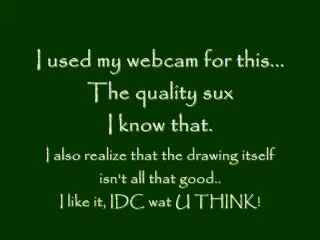 I used my webcam for this...
The quality sux
I know that.
I also realize that the drawing itself
isn't all that good..
I like it, IDC wat U THINK!